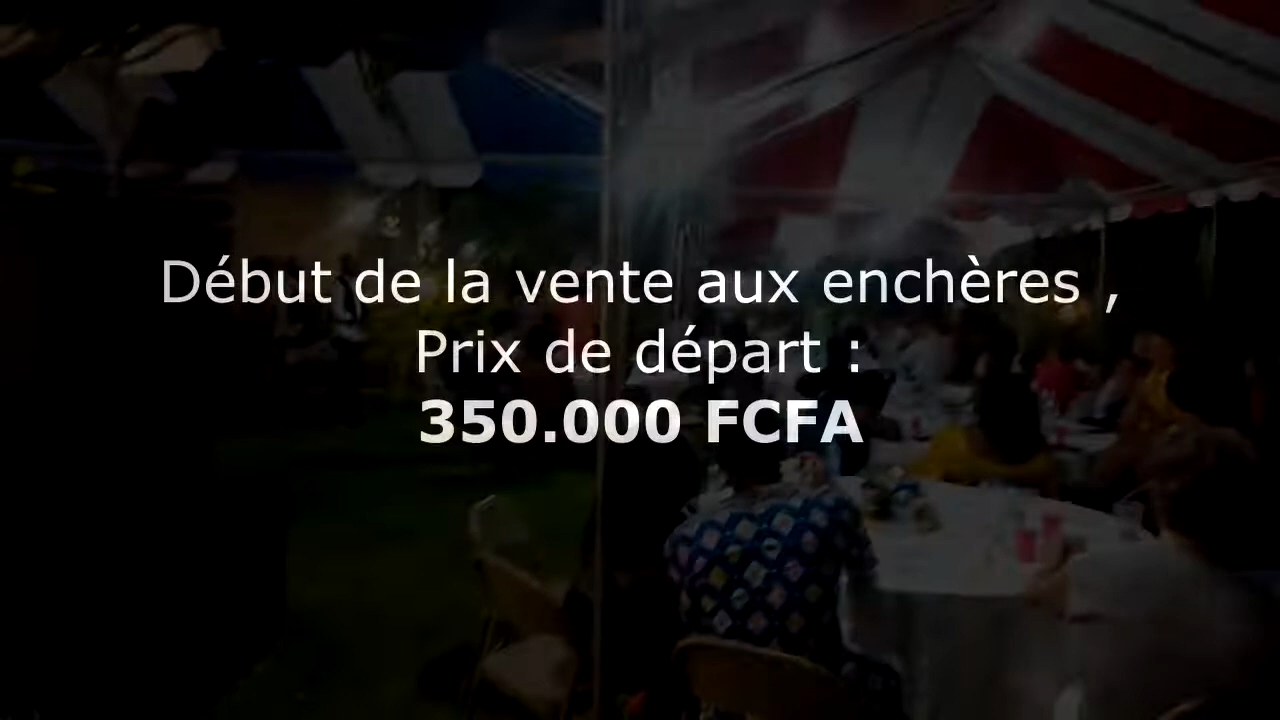 Début de la vente aux enchères ,
Prix de départ :
350.000 FCFA